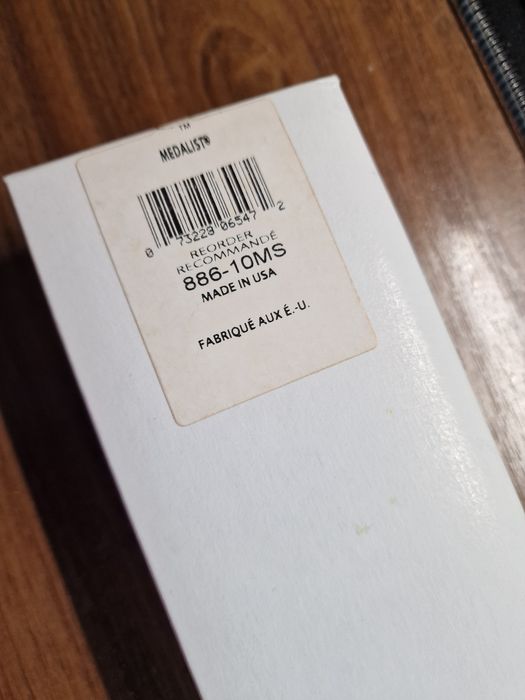 ™
MEDALIST®
0 73228 06547 2
REORDER
RECOMMANDÉ
886-10MS
MADE IN USA
FABRIQUÉ AUX É.-U.